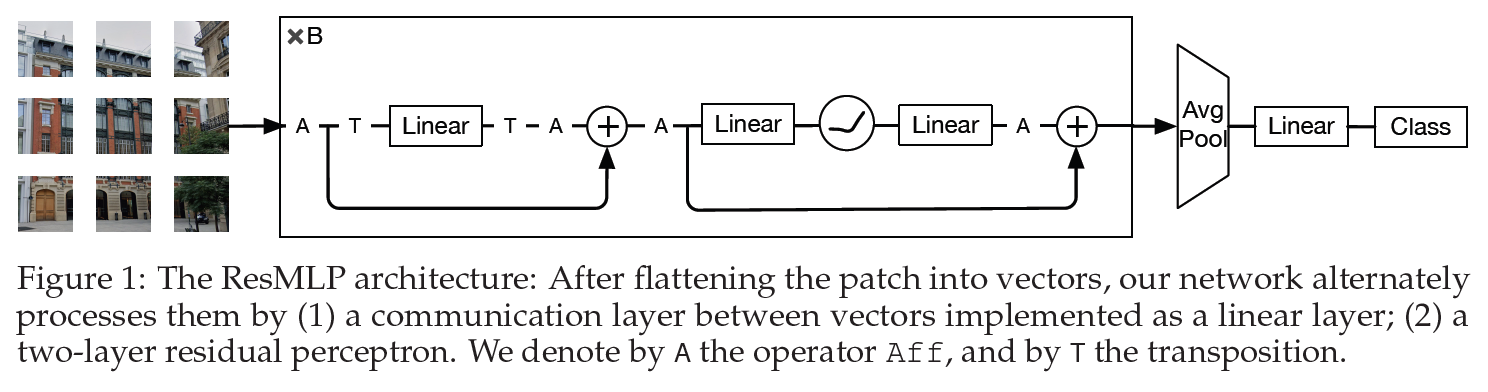 ×B
A T Linear T A + A Linear Linear A + Avg Pool Linear Class
Figure 1: The ResMLP architecture: After flattening the patch into vectors, our network alternately
processes them by (1) a communication layer between vectors implemented as a linear layer; (2) a
two-layer residual perceptron. We denote by A the operator Aff, and by T the transposition.